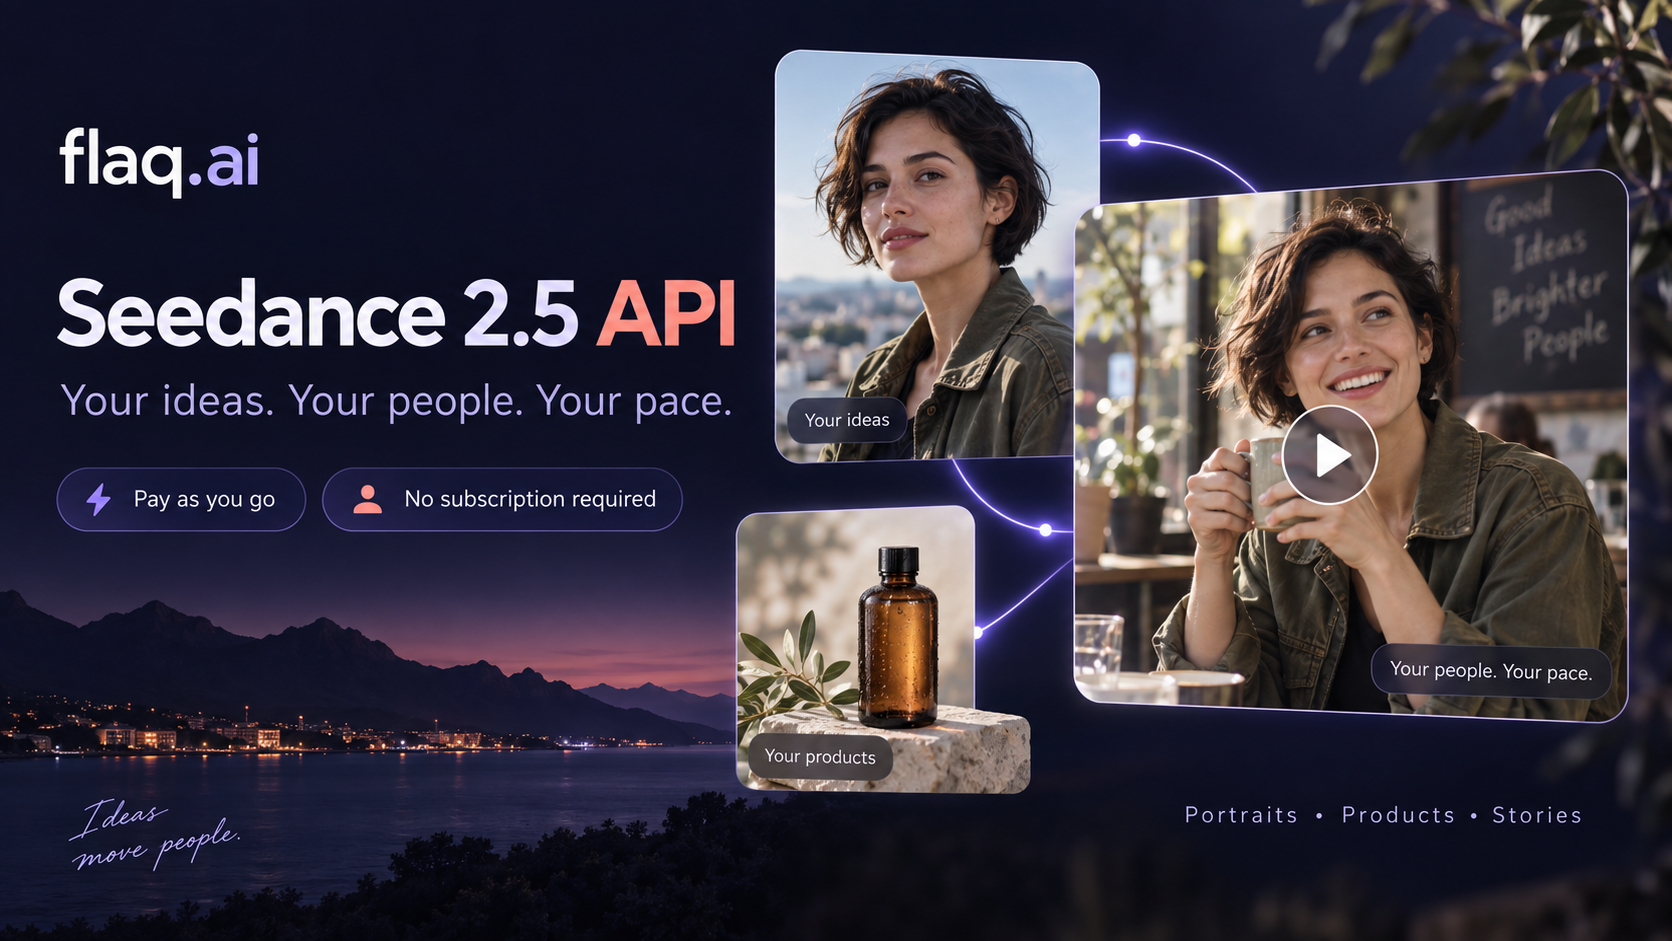 flaq.ai
Seedance 2.5 API
Your ideas. Your people. Your pace.
Pay as you go
No subscription required
Your ideas
Good
Ideas
Brighter
People
Your people. Your pace.
Your products
Ideas
move people.
Portraits • Products • Stories